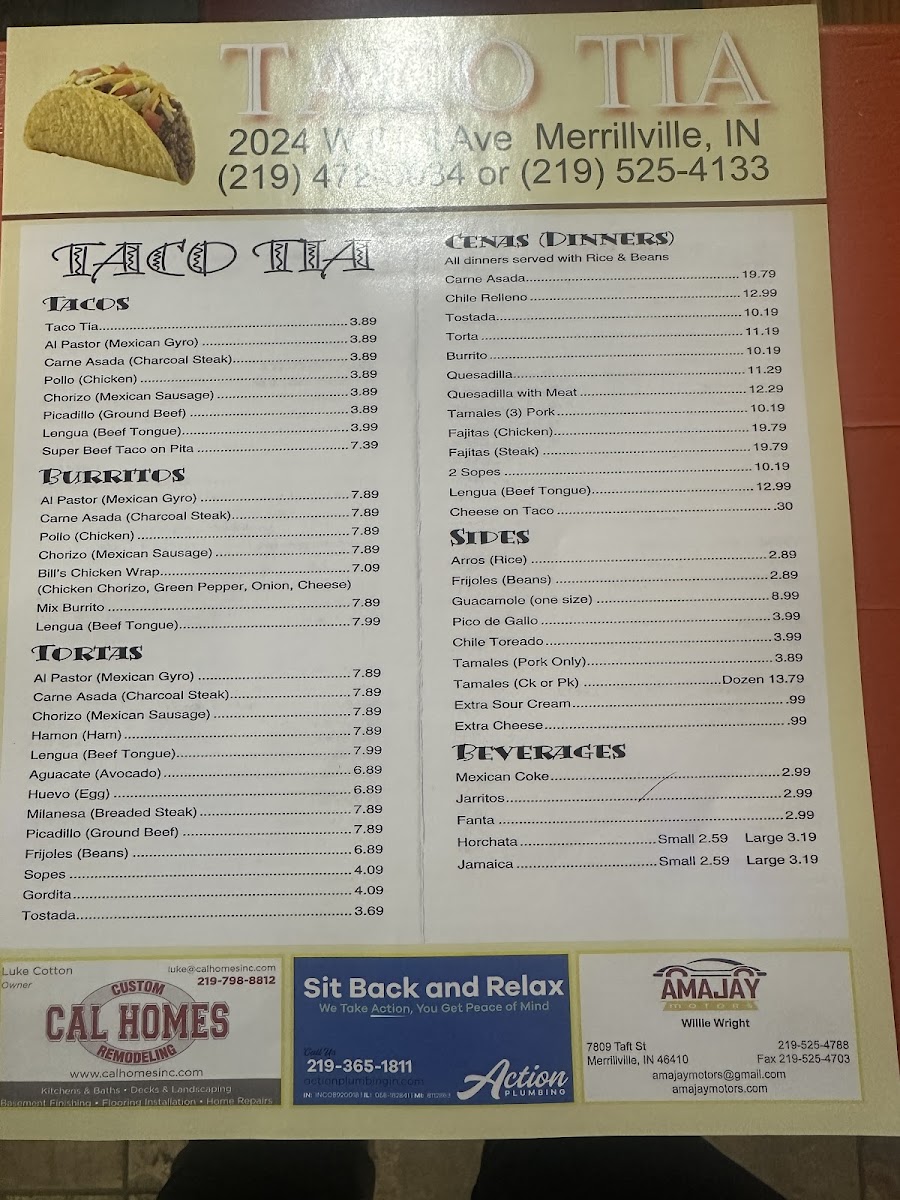 TACO TIA
2024 W Ave Merrillville, IN
(219) or (219) 525-4133
TACO TIA
TACOS
Taco Tia 3.89
Al Pastor (Mexican Gyro) 3.89
Carne Asada (Charcoal Steak) 3.89
Pollo (Chicken) 3.89
Chorizo (Mexican Sausage) 3.89
Picadillo (Ground Beef) 3.89
Lengua (Beef Tongue) 3.99
Super Beef Taco on Pita 7.39
BURRITOS
Al Pastor (Mexican Gyro) 7.89
Carne Asada (Charcoal Steak) 7.89
Pollo (Chicken) 7.89
Chorizo (Mexican Sausage) 7.89
Bill's Chicken Wrap 7.09
(Chicken Chorizo, Green Pepper, Onion, Cheese)
Mix Burrito 7.89
Lengua (Beef Tongue) 7.99
TORTAS
Al Pastor (Mexican Gyro) 7.89
Carne Asada (Charcoal Steak) 7.89
Chorizo (Mexican Sausage) 7.89
Hamon (Ham) 7.89
Lengua (Beef Tongue) 7.99
Aguacate (Avocado) 6.89
Huevo (Egg) 6.89
Milanesa (Breaded Steak) 7.89
Picadillo (Ground Beef) 7.89
Frijoles (Beans) 6.89
Sopes 4.09
Gordita 4.09
Tostada 3.69
CENAS (DINNERS)
All dinners served with Rice & Beans
Carne Asada 19.79
Chile Relleno 12.99
Tostada 10.19
Torta 11.19
Burrito 10.19
Quesadilla 11.29
Quesadilla with Meat 12.29
Tamales (3) Pork 10.19
Fajitas (Chicken) 19.79
Fajitas (Steak) 19.79
2 Sopes 10.19
Lengua (Beef Tongue) 12.99
Cheese on Taco .30
SIDES
Arros (Rice) 2.89
Frijoles (Beans) 2.89
Guacamole (one size) 8.99
Pico de Gallo 3.99
Chile Toreado 3.99
Tamales (Pork Only) 3.89
Tamales (Ck or Pk) Dozen 13.79
Extra Sour Cream .99
Extra Cheese .99
BEVERAGES
Mexican Coke 2.99
Jarritos 2.99
Fanta 2.99
Horchata Small 2.59 Large 3.19
Jamaica Small 2.59 Large 3.19
Luke Cotton
Owner
luke@calhomesinc.com
219-798-8812
CUSTOM
CAL HOMES
REMODELING
www.calhomesinc.com
Kitchens & Baths • Decks & Landscaping
Basement Finishing • Flooring Installation • Home Repairs
Sit Back and Relax
We Take Action, You Get Peace of Mind
Call Us
219-365-1811
actionplumbingin.com
Action
PLUMBING
AMAJAY
MOTORS
Willie Wright
7809 Taft St
Merrillville, IN 46410
219-525-4788
Fax 219-525-4703
amajaymotors@gmail.com
amajaymotors.com